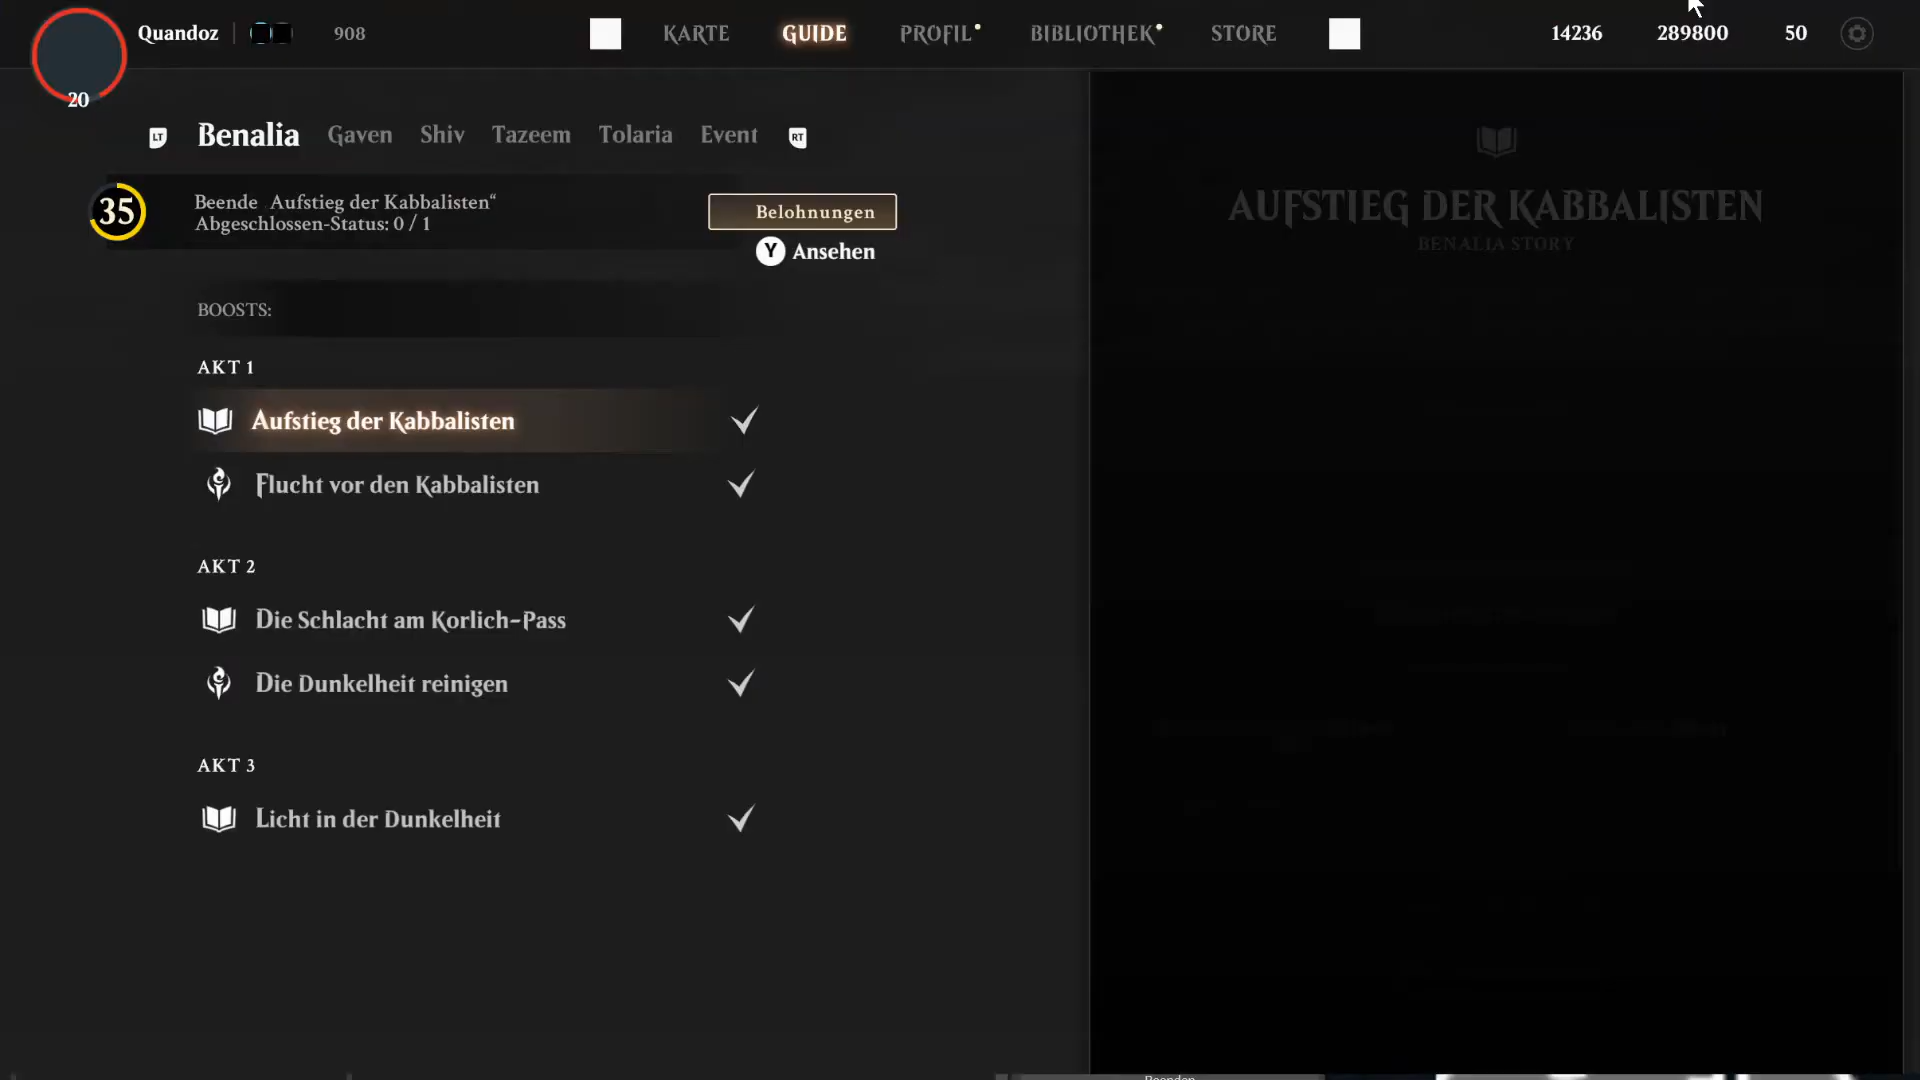 Quandoz 908 KARTE GUIDE PROFIL BIBLIOTHEK STORE 14236 289800 50
20
LT Benalia Gaven Shiv Tazeem Tolaria Event RT
35
Beende Aufstieg der Kabbalisten“
Abgeschlossen-Status: 0 / 1
Belohnungen
Y Ansehen
BOOSTS:
AKT 1
Aufstieg der Kabbalisten
Flucht vor den Kabbalisten
AKT 2
Die Schlacht am Korlich-Pass
Die Dunkelheit reinigen
AKT 3
Licht in der Dunkelheit
AUFSTIEG DER KABBALISTEN
BENALIA STORY